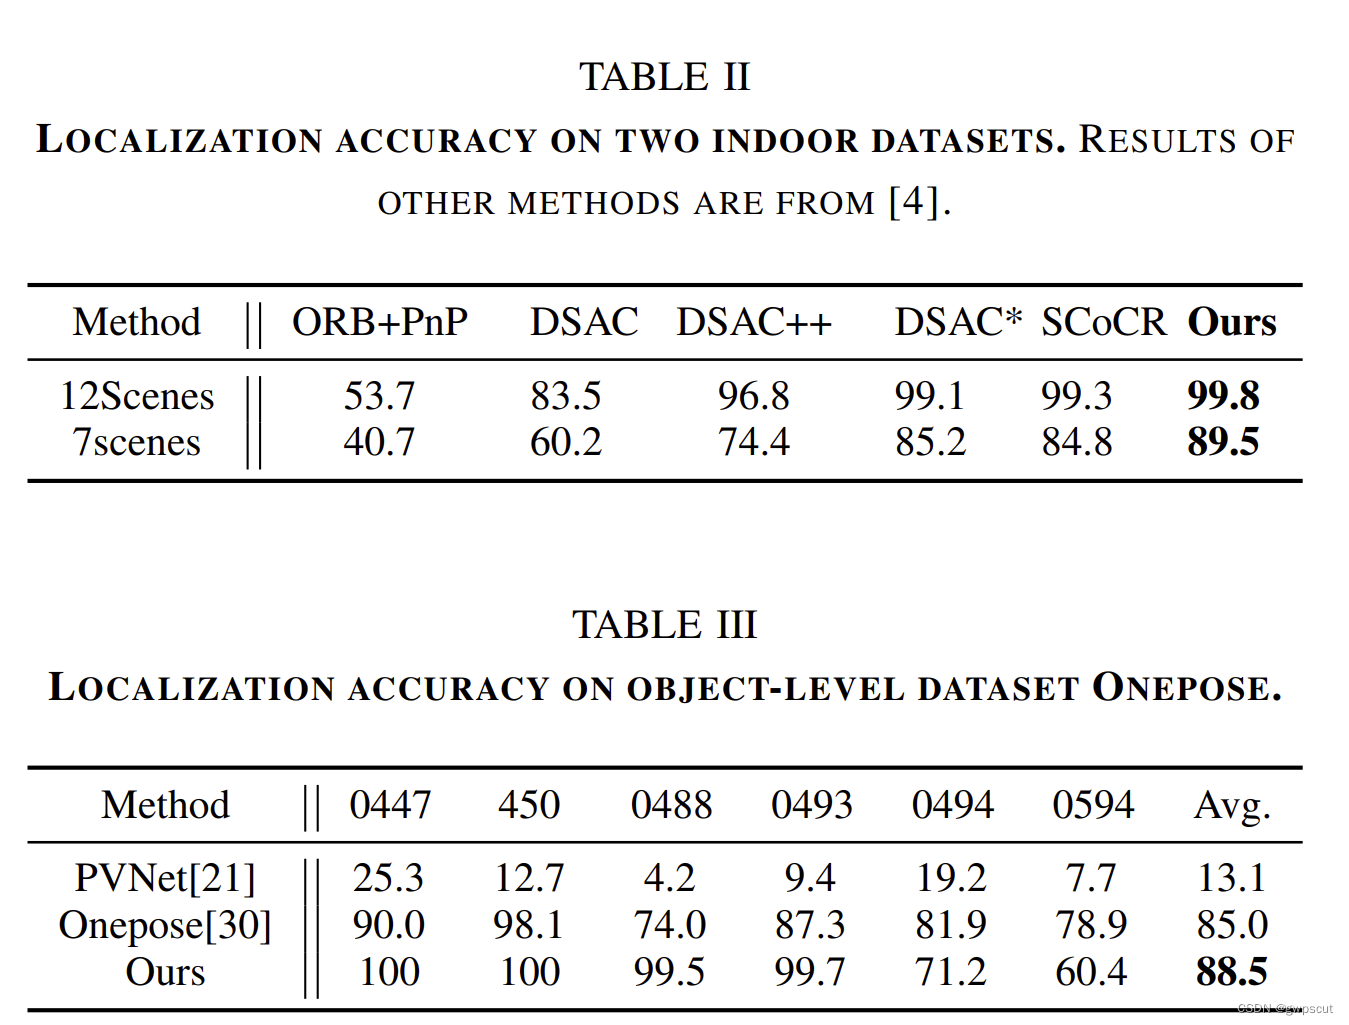 TABLE II
LOCALIZATION ACCURACY ON TWO INDOOR DATASETS. RESULTS OF
OTHER METHODS ARE FROM [4].
Method ORB+PnP DSAC DSAC++ DSAC* SCoCR Ours
12Scenes 53.7 83.5 96.8 99.1 99.3 99.8
7scenes 40.7 60.2 74.4 85.2 84.8 89.5
TABLE III
LOCALIZATION ACCURACY ON OBJECT-LEVEL DATASET ONEPOSE.
Method 0447 450 0488 0493 0494 0594 Avg.
PVNet[21] 25.3 12.7 4.2 9.4 19.2 7.7 13.1
Onepose[30] 90.0 98.1 74.0 87.3 81.9 78.9 85.0
Ours 100 100 99.5 99.7 71.2 60.4 88.5
CSDN @gwpscut